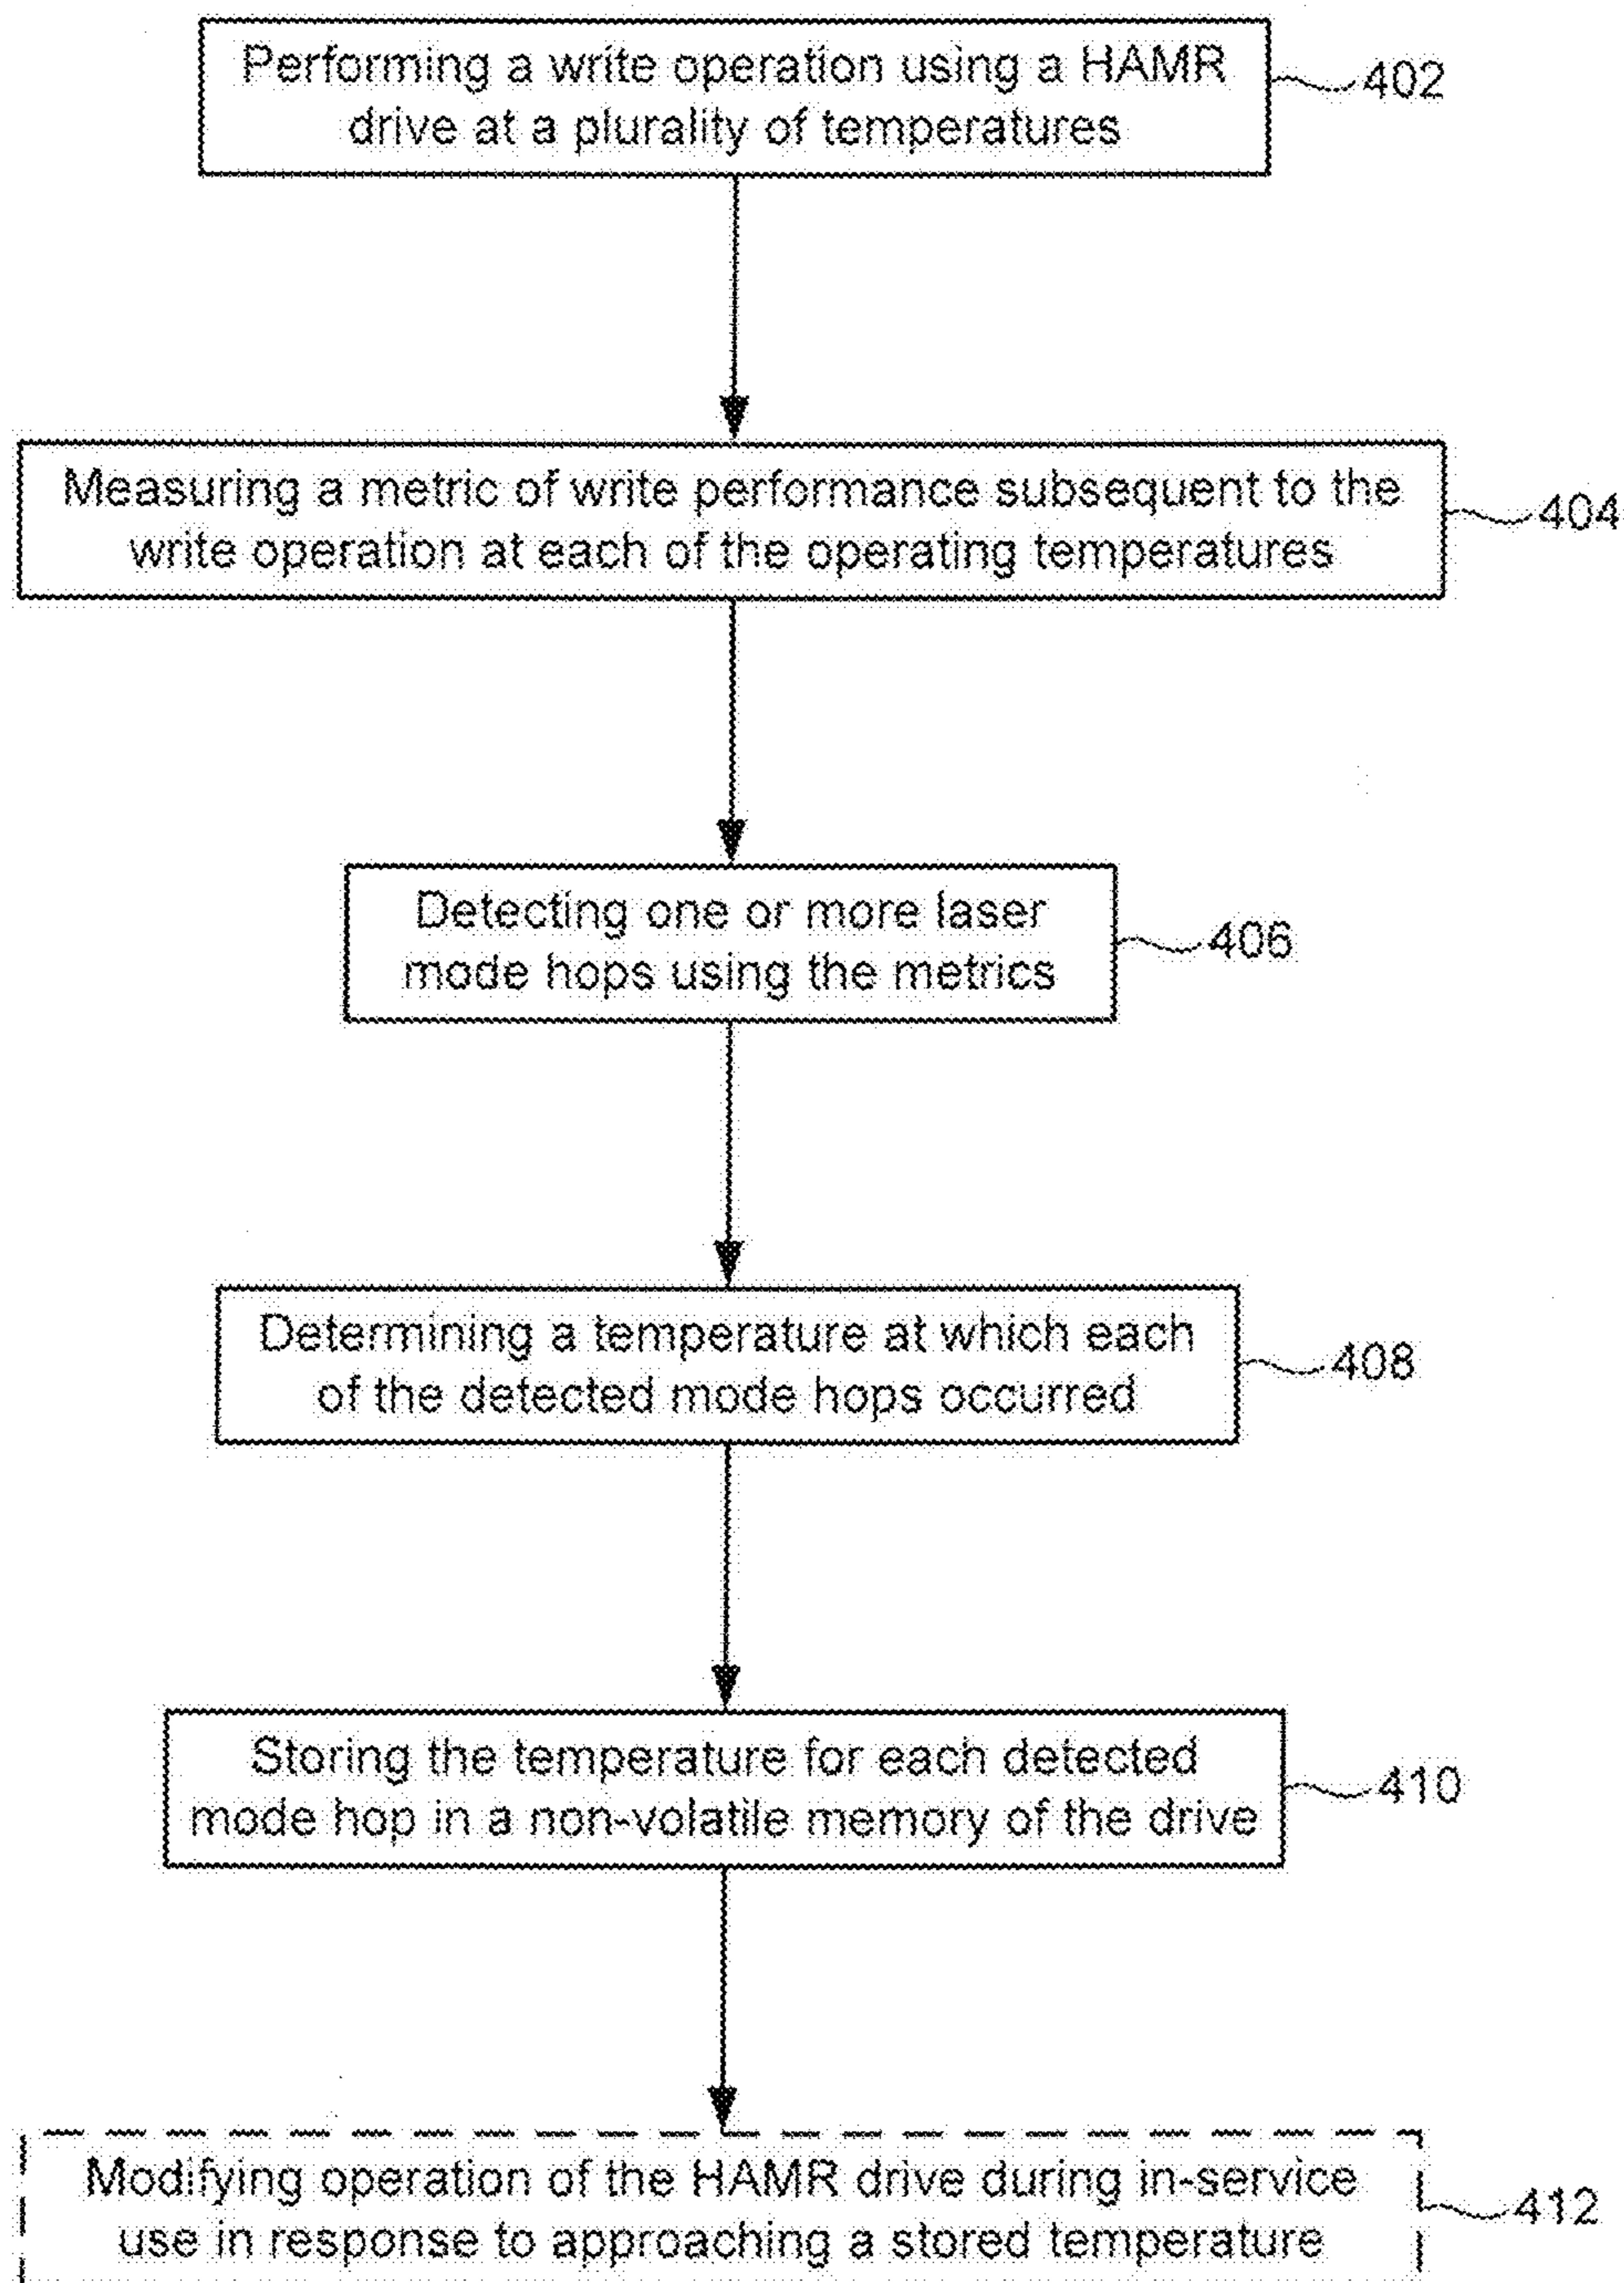 Performing a write operation using a HAMR
drive at a plurality of temperatures
402
Measuring a metric of write performance subsequent to the
write operation at each of the operating temperatures
404
Detecting one or more laser
mode hops using the metrics
406
Determining a temperature at which each
of the detected mode hops occurred
408
Storing the temperature for each detected
mode hop in a non-volatile memory of the drive
410
Modifying operation of the HAMR drive during in-service
use in response to approaching a stored temperature
412